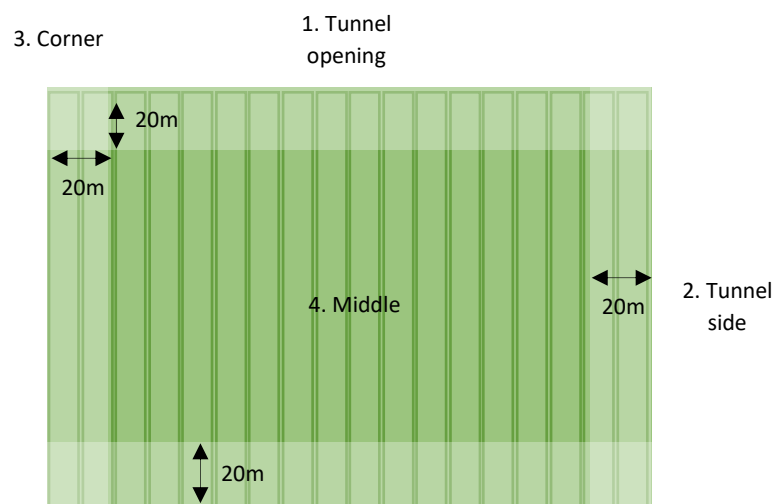 3. Corner
1. Tunnel
opening
20m
20m
4. Middle
20m
2. Tunnel
side
20m